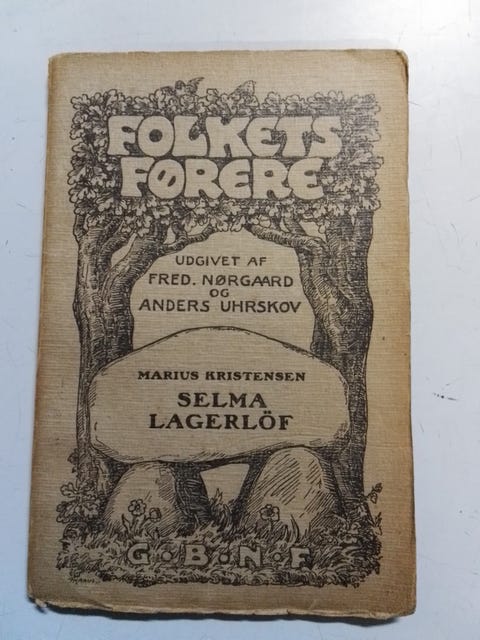 FOLKETS
FØRERE
UDGIVET AF
FRED. NØRGAARD
OG
ANDERS UHRSKOV
MARIUS KRISTENSEN
SELMA
LAGERLÖF
G·B·N·F